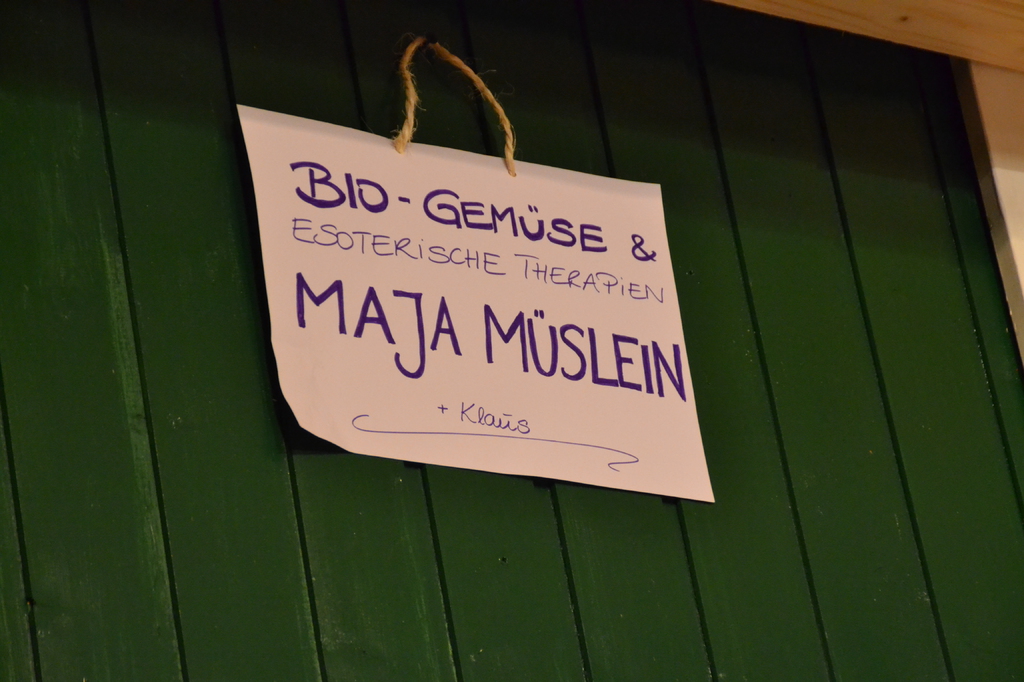 BIO-GEMÜSE &
ESOTERISCHE THERAPIEN
MAJA MÜSLEIN
+ Klaus